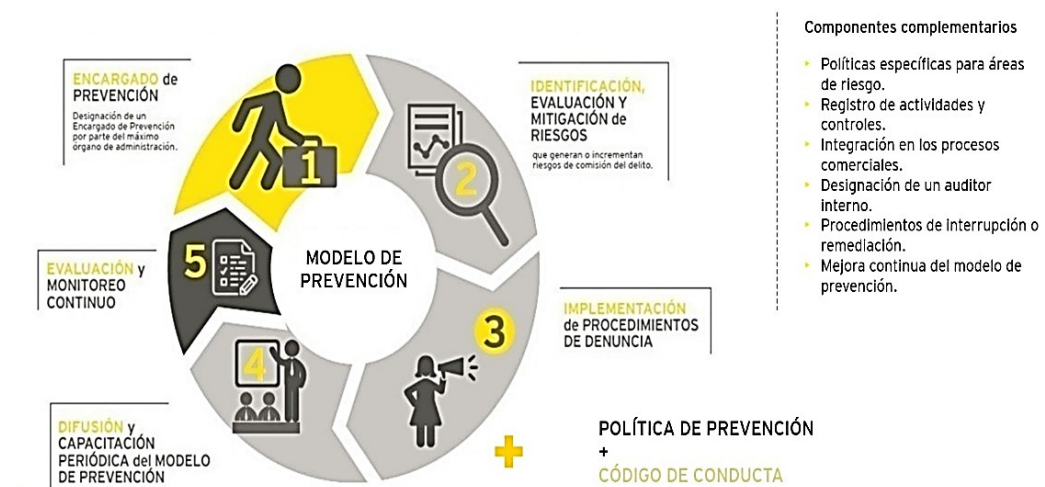 ENCARGADO de
PREVENCIÓN
Designación de un
Encargado de Prevención
por parte del máximo
órgano de administración.
1
IDENTIFICACIÓN,
EVALUACIÓN Y
MITIGACIÓN de
RIESGOS
que generan o incrementan
riesgos de comisión del delito.
2
MODELO DE
PREVENCIÓN
EVALUACIÓN y
MONITOREO
CONTINUO
5
IMPLEMENTACIÓN
de PROCEDIMIENTOS
DE DENUNCIA
3
DIFUSIÓN y
CAPACITACIÓN
PERIÓDICA del MODELO
DE PREVENCIÓN
4
POLÍTICA DE PREVENCIÓN
+
CÓDIGO DE CONDUCTA
Componentes complementarios
Políticas específicas para áreas
de riesgo.
Registro de actividades y
controles.
Integración en los procesos
comerciales.
Designación de un auditor
interno.
Procedimientos de interrupción o
remediación.
Mejora continua del modelo de
prevención.